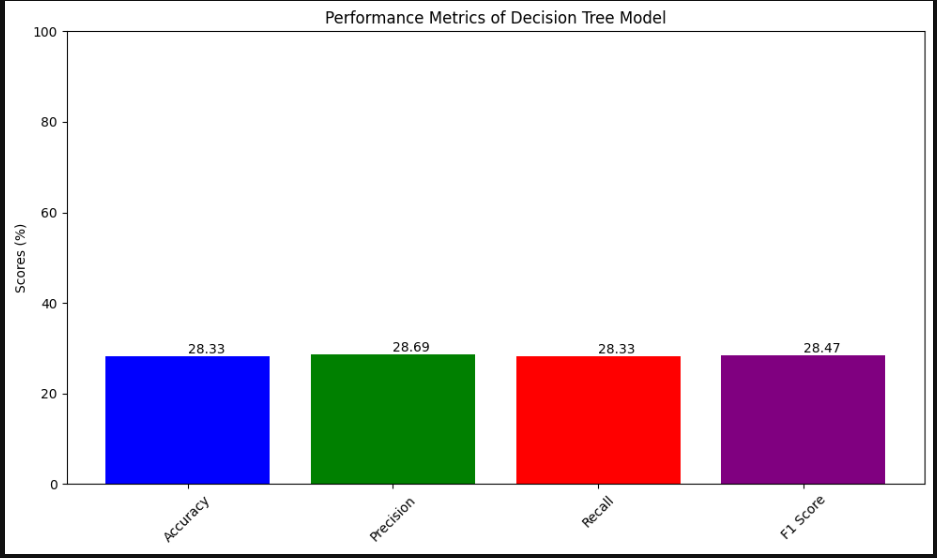 Performance Metrics of Decision Tree Model
100
80
60
40
20
0
Scores (%)
28.33
28.69
28.33
28.47
Accuracy
Precision
Recall
F1 Score